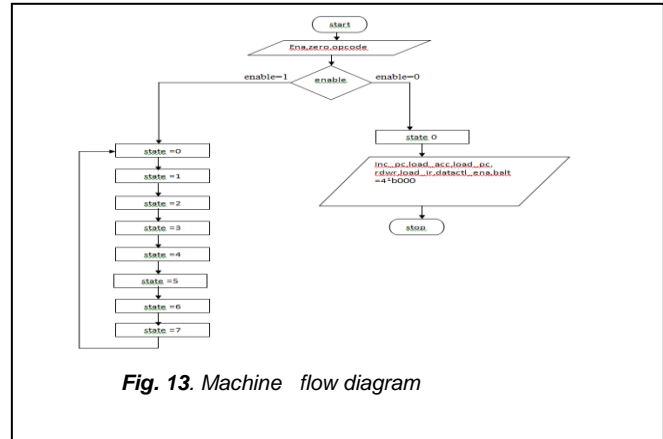 start
Ena,zero,opcode
enable=1
enable
enable=0
state =0
state =1
state =2
state =3
state =4
state =5
state =6
state =7
state 0
inc_pc,load_acc,load_pc,
rdwr,load_ir,datactl_ena,balt
=4'b000
stop
Fig. 13. Machine flow diagram